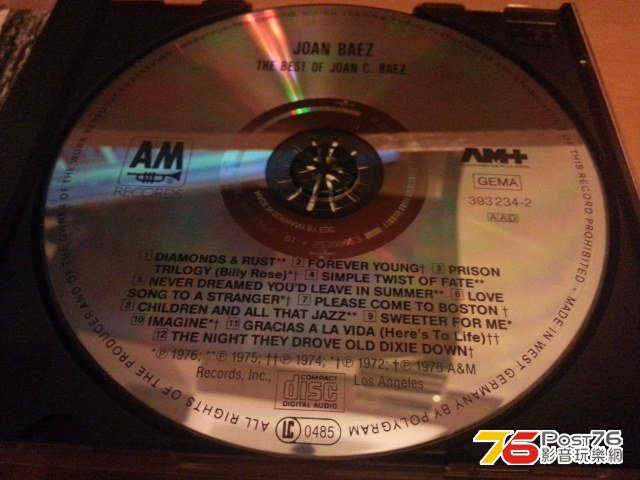 JOAN BAEZ
THE BEST OF JOAN C. BAEZ
AM
RECORDS
AM+
GEMA
393 234-2
AAD
1 DIAMONDS & RUST** 2 FOREVER YOUNG† 3 PRISON
TRILOGY (Billy Rose)*† 4 SIMPLE TWIST OF FATE**
5 NEVER DREAMED YOU'D LEAVE IN SUMMER** 6 LOVE
SONG TO A STRANGER*† 7 PLEASE COME TO BOSTON †
8 CHILDREN AND ALL THAT JAZZ** 9 SWEETER FOR ME*
10 IMAGINE*† 11 GRACIAS A LA VIDA (Here's To Life)††
12 THE NIGHT THEY DROVE OLD DIXIE DOWN†
*℗ 1976; **℗ 1975; ††℗ 1974, *†℗ 1972; †℗ 1976 A&M
Records, Inc., Los Angeles
COMPACT
disc
DIGITAL AUDIO
LC 0485
ALL RIGHTS OF THE PRODUCER AND OF THE OWNER OF THE WORK
OF THIS RECORD PROHIBITED · MADE IN WEST GERMANY BY POLYGRAM
76 Post76
影音玩樂網